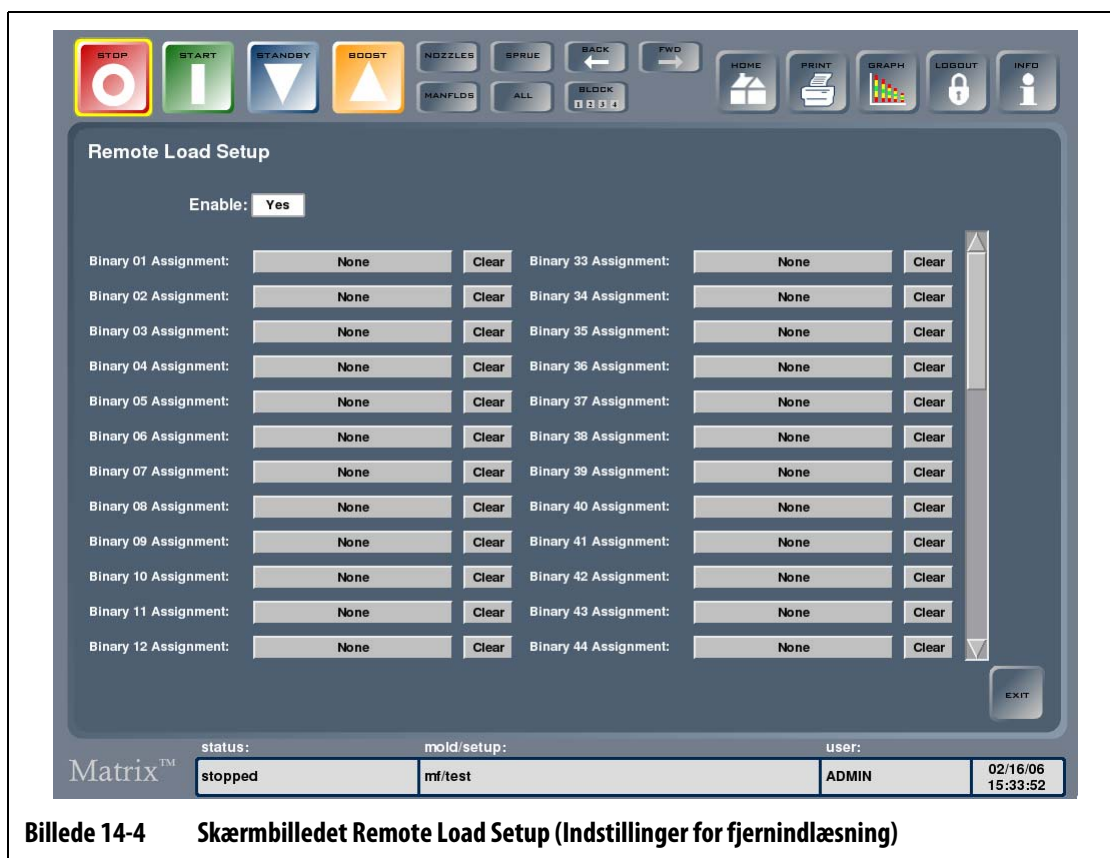 STOP START STANDBY BOOST NOZZLES SPRUE BACK FWD HOME PRINT GRAPH LOGOUT INFO
MANFLDS ALL BLOCK
1 2 3 4
Remote Load Setup
Enable: Yes
Binary 01 Assignment: None Clear Binary 33 Assignment: None Clear
Binary 02 Assignment: None Clear Binary 34 Assignment: None Clear
Binary 03 Assignment: None Clear Binary 35 Assignment: None Clear
Binary 04 Assignment: None Clear Binary 36 Assignment: None Clear
Binary 05 Assignment: None Clear Binary 37 Assignment: None Clear
Binary 06 Assignment: None Clear Binary 38 Assignment: None Clear
Binary 07 Assignment: None Clear Binary 39 Assignment: None Clear
Binary 08 Assignment: None Clear Binary 40 Assignment: None Clear
Binary 09 Assignment: None Clear Binary 41 Assignment: None Clear
Binary 10 Assignment: None Clear Binary 42 Assignment: None Clear
Binary 11 Assignment: None Clear Binary 43 Assignment: None Clear
Binary 12 Assignment: None Clear Binary 44 Assignment: None Clear
EXIT
status: mold/setup: user:
Matrix™ stopped mf/test ADMIN 02/16/06
15:33:52
Billede 14-4 Skærmbilledet Remote Load Setup (Indstillinger for fjernindlæsning)